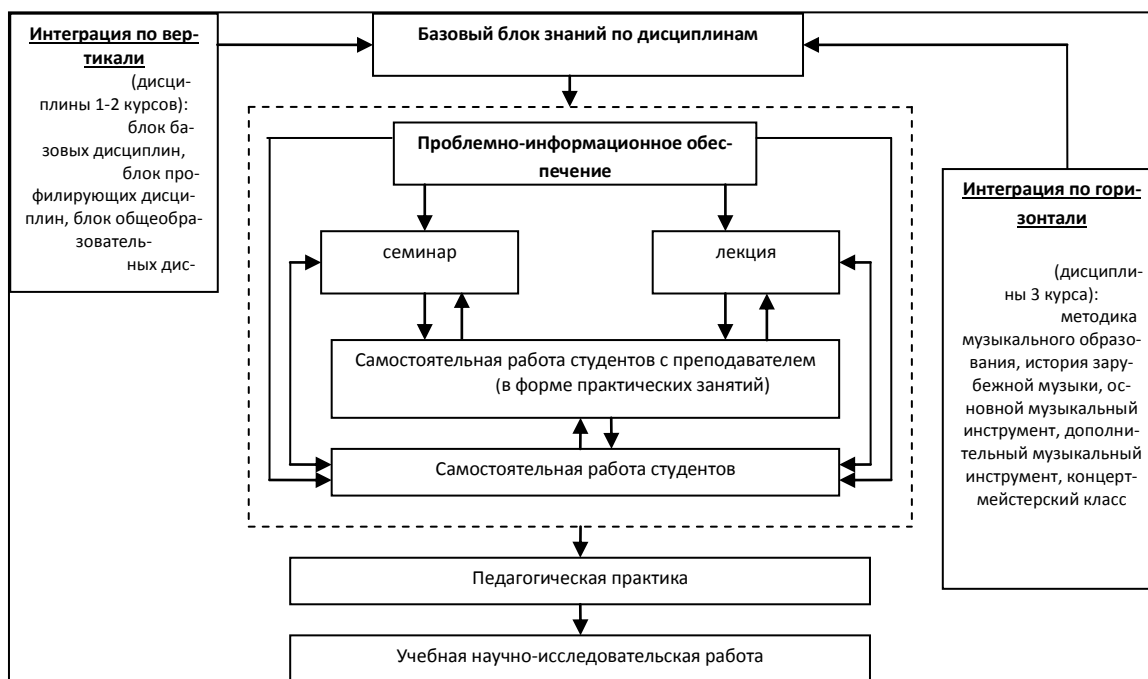 Интеграция по вер-
тикали
(дисци-
плины 1-2 курсов):
блок ба-
зовых дисциплин,
блок про-
филирующих дисци-
плин, блок общеобра-
зователь-
ных дис-
Базовый блок знаний по дисциплинам
Проблемно-информационное обес-
печение
семинар
лекция
Самостоятельная работа студентов с преподавателем
(в форме практических занятий)
Самостоятельная работа студентов
Педагогическая практика
Учебная научно-исследовательская работа
Интеграция по гори-
зонтали
(дисципли-
ны 3 курса):
методика
музыкального образо-
вания, история зару-
бежной музыки, ос-
новной музыкальный
инструмент, дополни-
тельный музыкальный
инструмент, концерт-
мейстерский класс